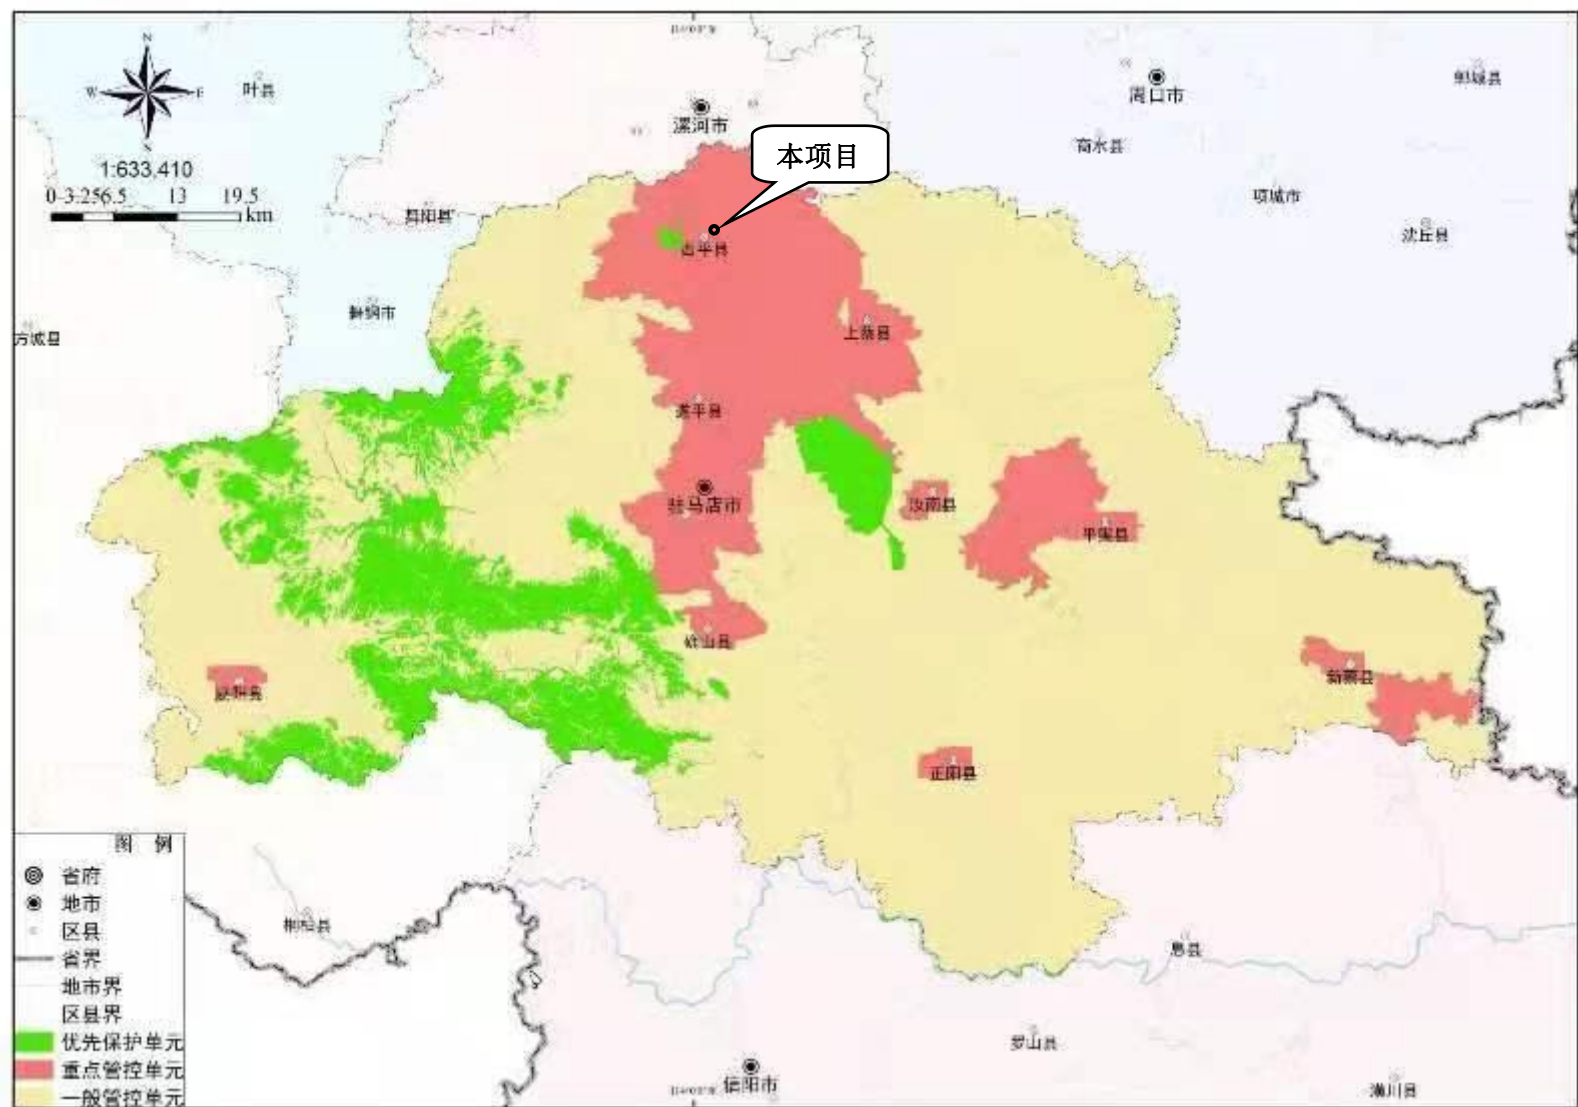 N
W
E
S
1:633,410
0-3.256.5 13 19.5
km
叶县
漯河市
周口市
郸城县
商水县
本项目
项城市
舞阳县
沈丘县
西平县
舞钢市
方城县
上蔡县
遂平县
驻马店市
汝南县
平舆县
确山县
泌阳县
新蔡县
正阳县
图 例
省府
地市
区县
省界
地市界
区县界
优先保护单元
重点管控单元
一般管控单元
桐柏县
息县
罗山县
信阳市
潢川县